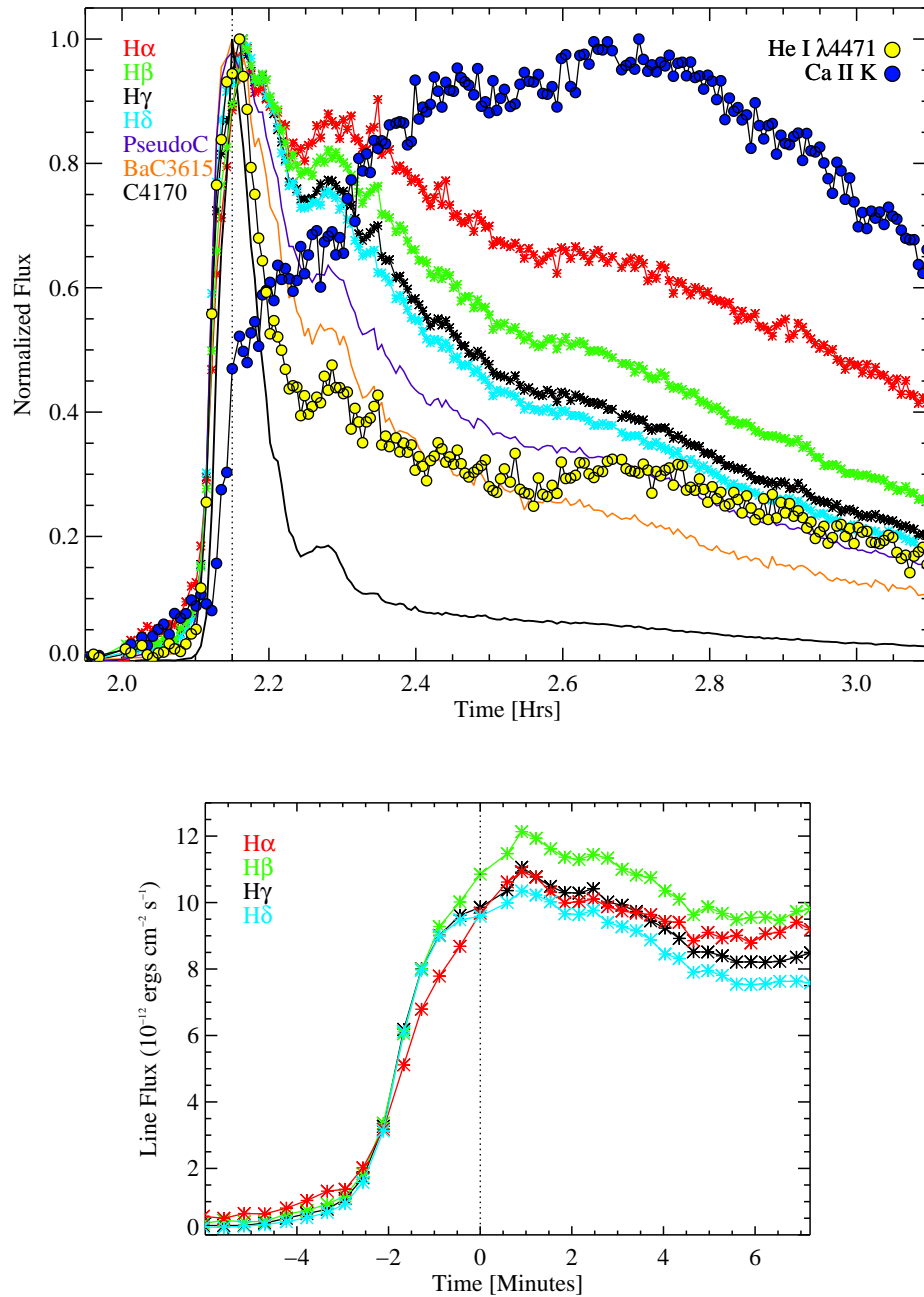 1.0
0.8
0.6
0.4
0.2
0.0
Normalized Flux
Hα
Hβ
Hγ
Hδ
PseudoC
BaC3615
C4170
He I λ4471
Ca II K
2.0 2.2 2.4 2.6 2.8 3.0
Time [Hrs]
12
10
8
6
4
2
0
Line Flux (10⁻¹² ergs cm⁻² s⁻¹)
Hα
Hβ
Hγ
Hδ
−4 −2 0 2 4 6
Time [Minutes]